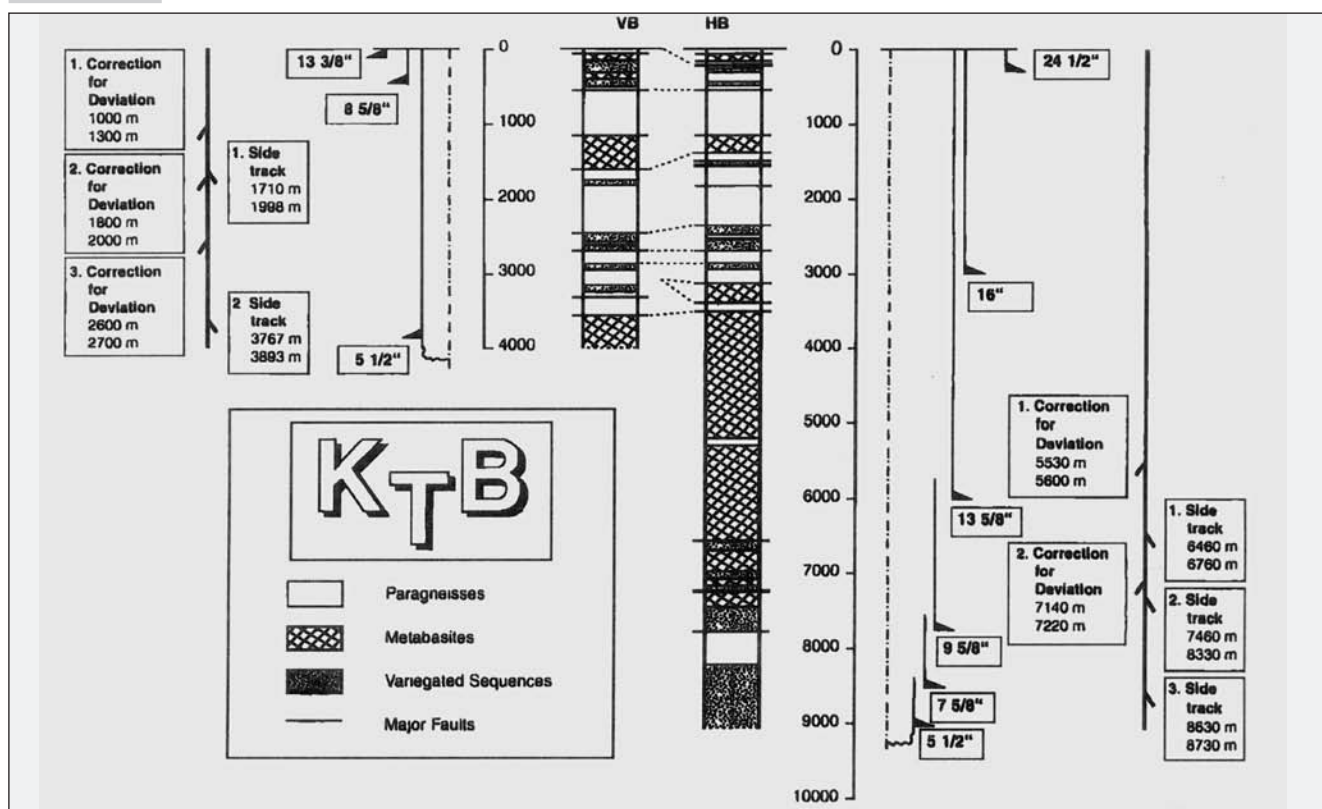 VB HB
1. Correction
for
Deviation
1000 m
1300 m
2. Correction
for
Deviation
1800 m
2000 m
3. Correction
for
Deviation
2600 m
2700 m
1. Side
track
1710 m
1998 m
2 Side
track
3767 m
3893 m
13 3/8"
8 5/8"
5 1/2"
0
1000
2000
3000
4000
0
1000
2000
3000
4000
5000
6000
7000
8000
9000
10000
24 1/2"
16"
13 5/8"
9 5/8"
7 5/8"
5 1/2"
1. Correction
for
Deviation
5530 m
5600 m
2. Correction
for
Deviation
7140 m
7220 m
1. Side
track
6460 m
6760 m
2. Side
track
7460 m
8330 m
3. Side
track
8630 m
8730 m
KTB
Paragneisses
Metabasites
Variegated Sequences
Major Faults